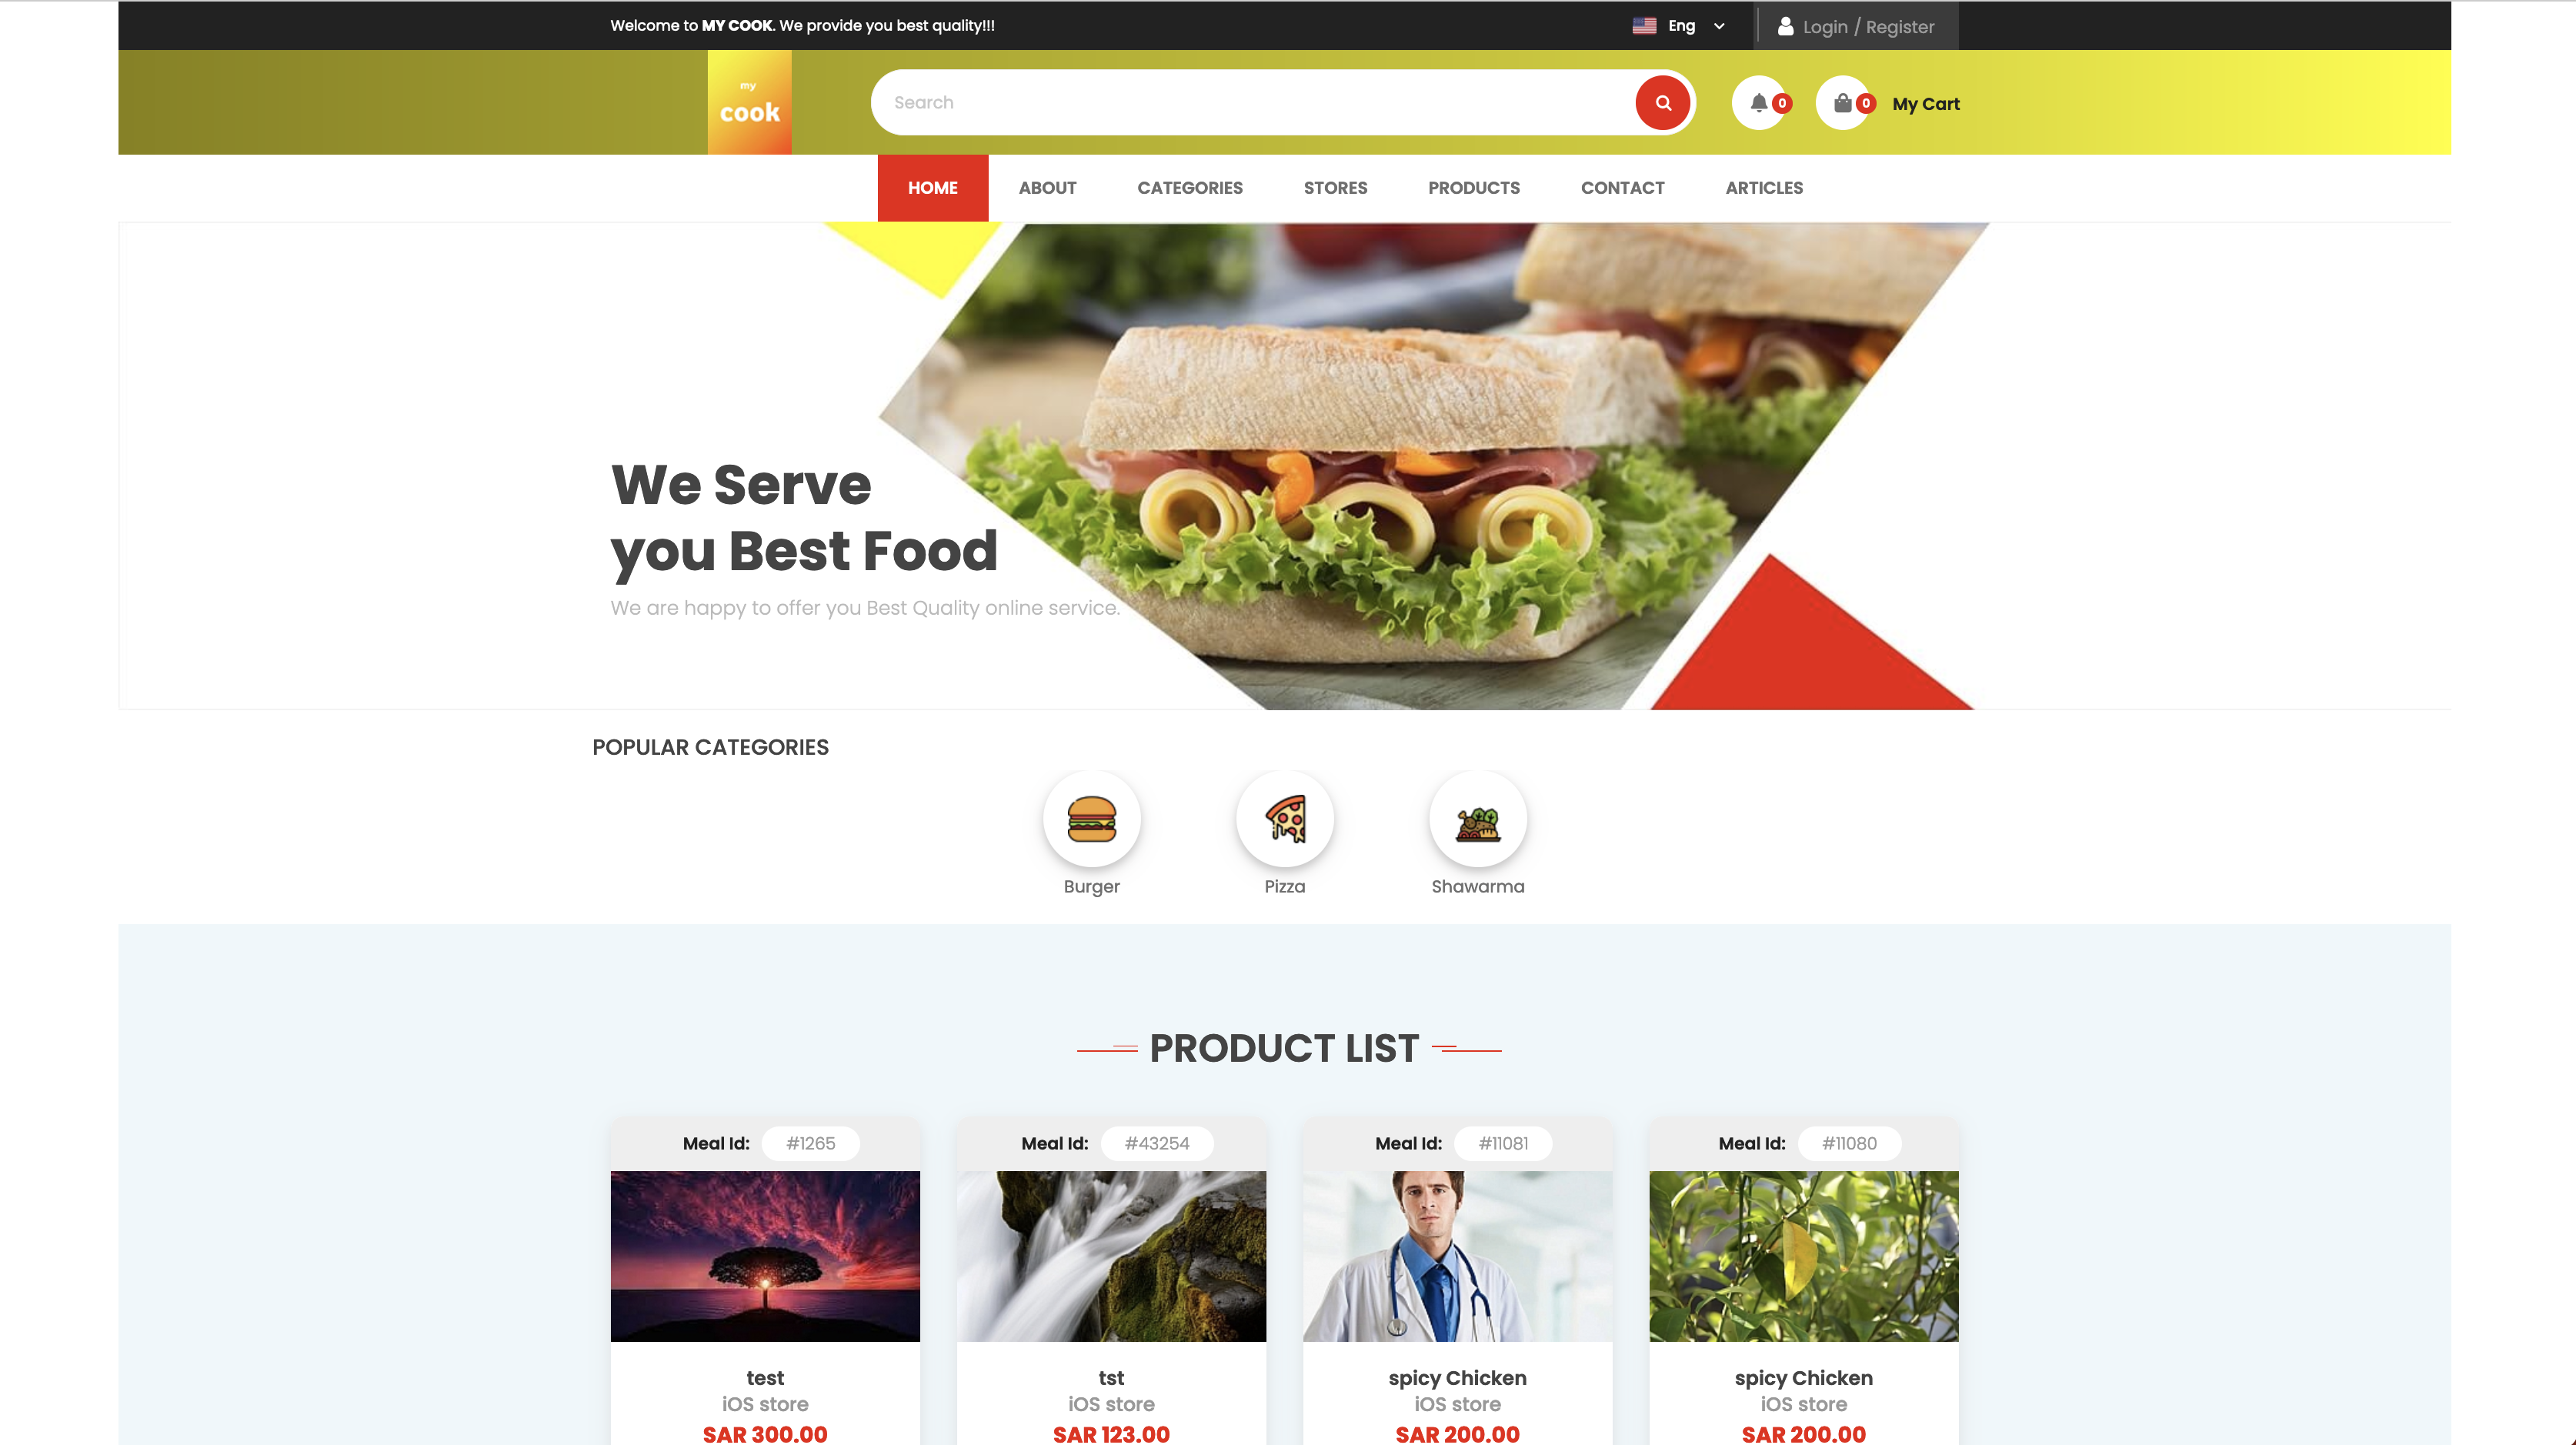 Welcome to MY COOK. We provide you best quality!!!
Eng
Login / Register
my
cook
Search
0
0
My Cart
HOME
ABOUT
CATEGORIES
STORES
PRODUCTS
CONTACT
ARTICLES
We Serve
you Best Food
We are happy to offer you Best Quality online service.
POPULAR CATEGORIES
Burger
Pizza
Shawarma
PRODUCT LIST
Meal Id: #1265
test
iOS store
SAR 300.00
Meal Id: #43254
tst
iOS store
SAR 123.00
Meal Id: #11081
spicy Chicken
iOS store
SAR 200.00
Meal Id: #11080
spicy Chicken
iOS store
SAR 200.00